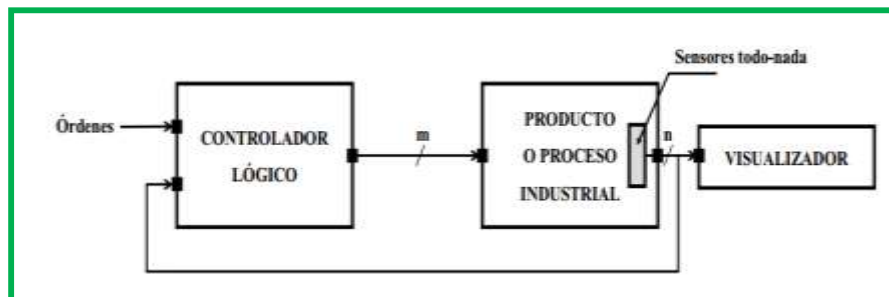 Sensores todo-nada
Órdenes
CONTROLADOR
LÓGICO
m
PRODUCTO
O PROCESO
INDUSTRIAL
n
VISUALIZADOR